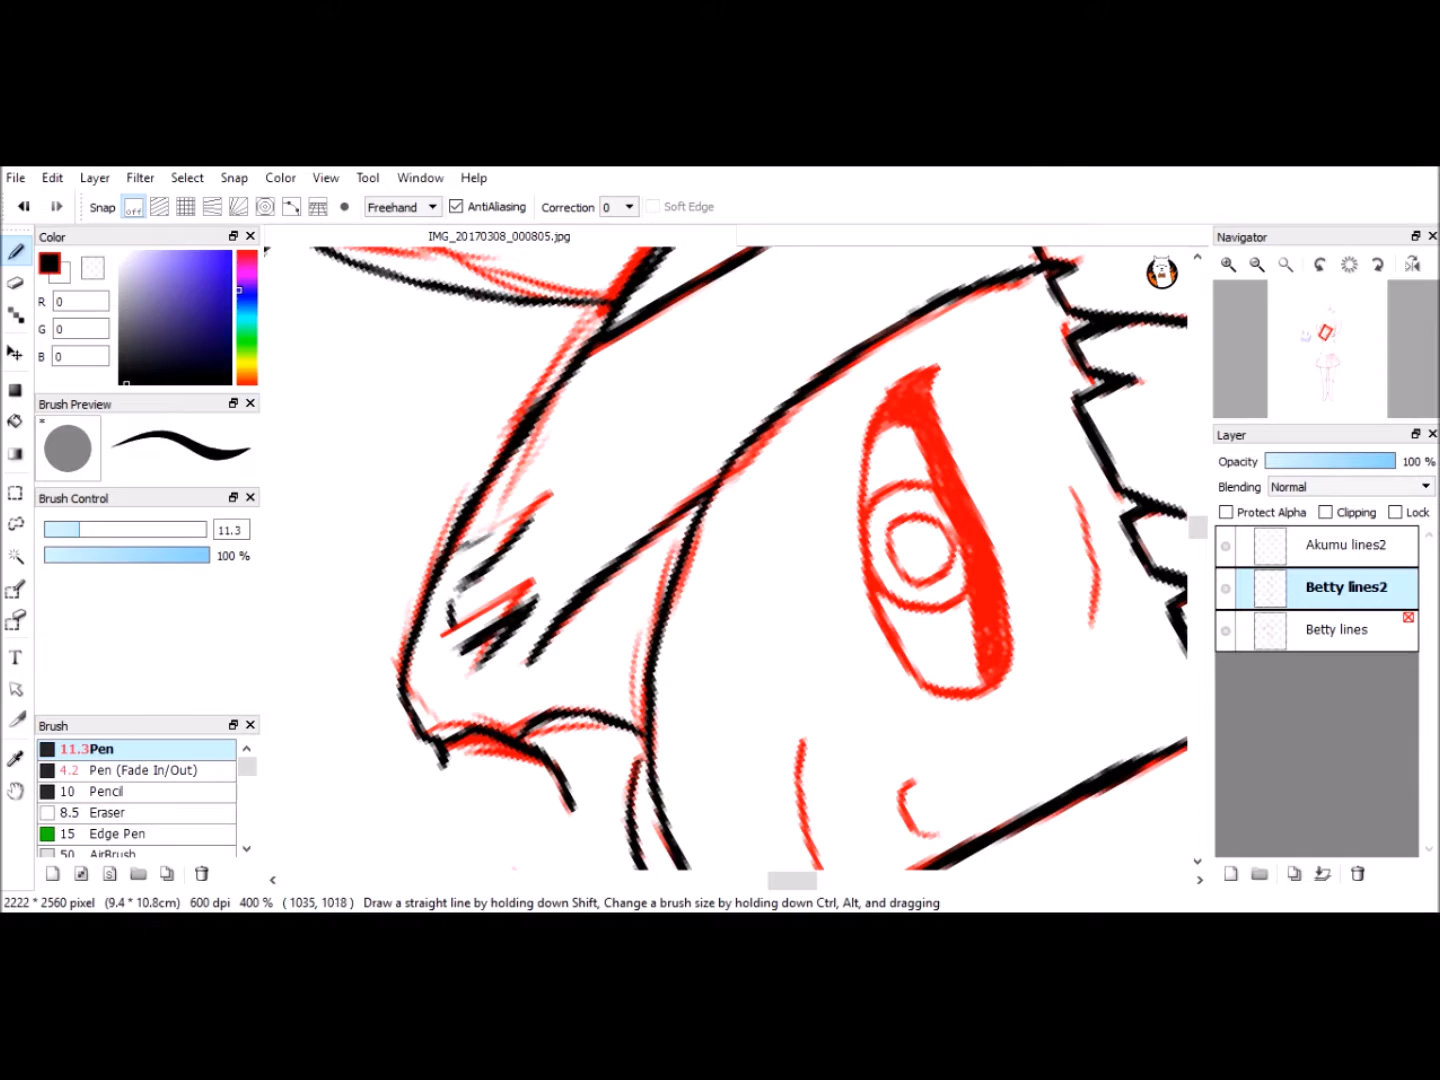 File Edit Layer Filter Select Snap Color View Tool Window Help
Snap off Freehand AntiAliasing Correction 0 Soft Edge
Color
IMG_20170308_000805.jpg
Navigator
R 0
G 0
B 0
Brush Preview
*
Layer
Opacity 100 %
Blending Normal
Brush Control
Protect Alpha Clipping Lock
11.3
100 %
Akumu lines2
Betty lines2
Betty lines
T
Brush
11.3 Pen
4.2 Pen (Fade In/Out)
10 Pencil
8.5 Eraser
15 Edge Pen
50 AirBrush
2222 * 2560 pixel (9.4 * 10.8cm) 600 dpi 400 % ( 1035, 1018 ) Draw a straight line by holding down Shift, Change a brush size by holding down Ctrl, Alt, and dragging